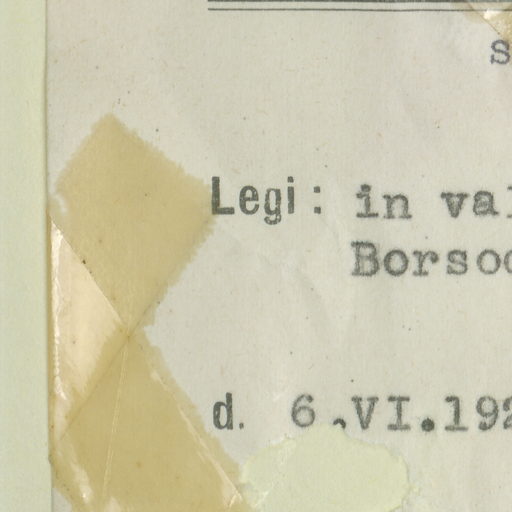 s
Legi: in val
Borsod
d. 6.VI.192